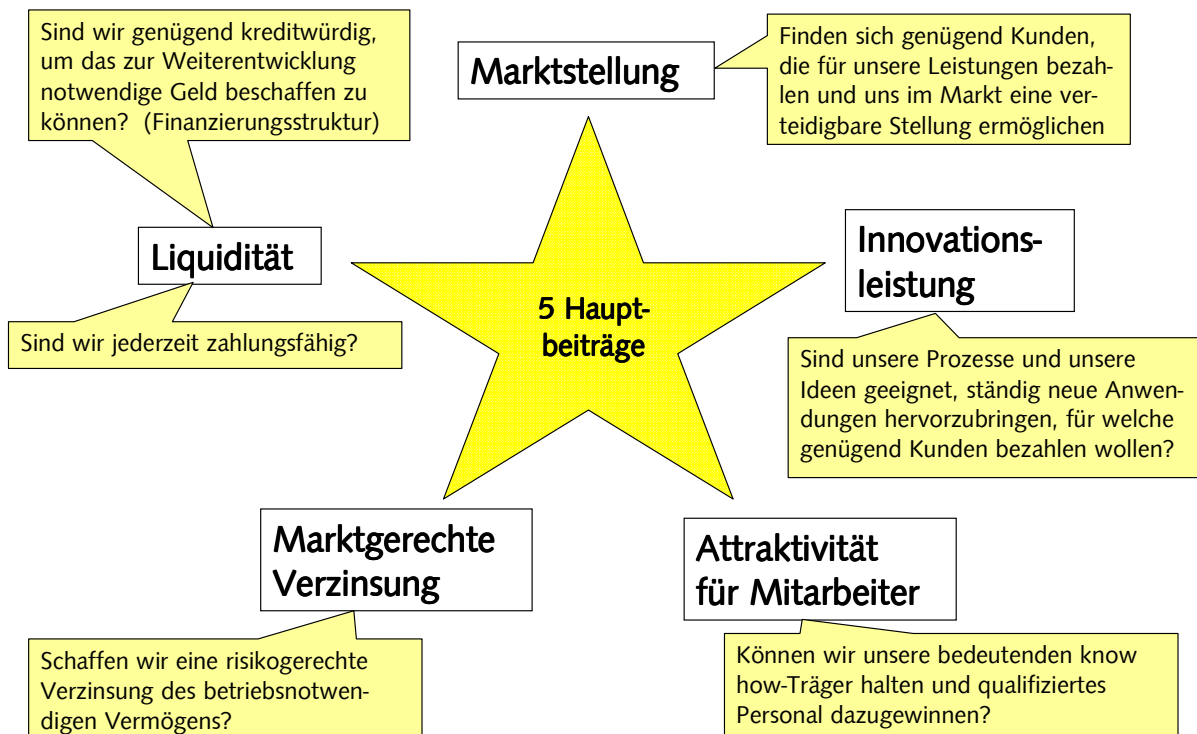 Sind wir genügend kreditwürdig,
um das zur Weiterentwicklung
notwendige Geld beschaffen zu
können? (Finanzierungsstruktur)
Marktstellung
Finden sich genügend Kunden,
die für unsere Leistungen bezah-
len und uns im Markt eine ver-
teidigbare Stellung ermöglichen
Liquidität
Sind wir jederzeit zahlungsfähig?
5 Haupt-
beiträge
Innovations-
leistung
Sind unsere Prozesse und unsere
Ideen geeignet, ständig neue Anwen-
dungen hervorzubringen, für welche
genügend Kunden bezahlen wollen?
Marktgerechte
Verzinsung
Schaffen wir eine risikogerechte
Verzinsung des betriebsnotwen-
digen Vermögens?
Attraktivität
für Mitarbeiter
Können wir unsere bedeutenden know
how-Träger halten und qualifiziertes
Personal dazugewinnen?